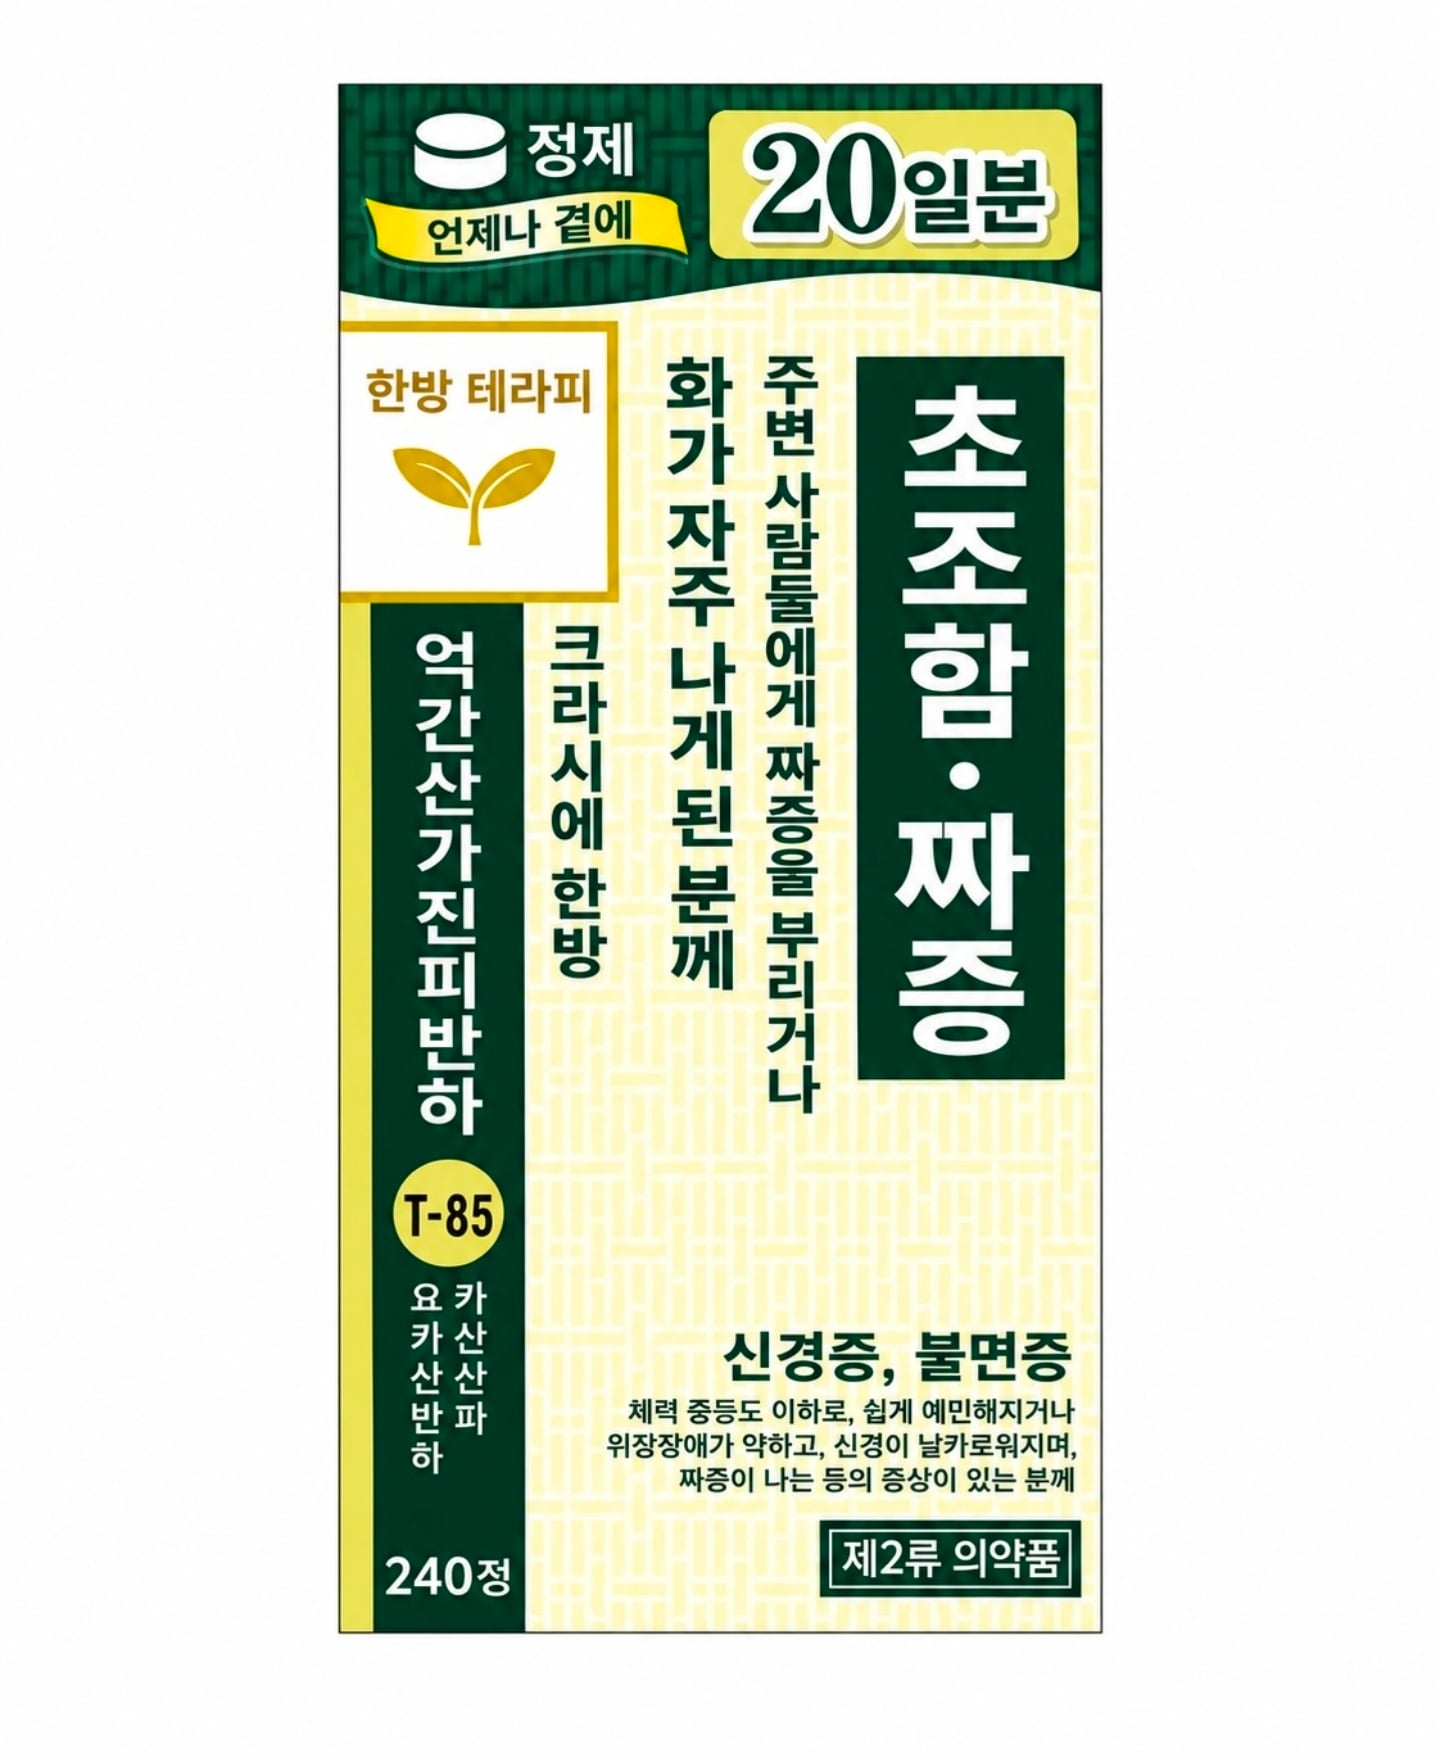 정제
언제나 곁에
20일분
한방 테라피
초조함·짜증
주변 사람들에게 짜증을 부리거나
화가 자주 나게 된 분께
크라시에 한방
억간산가진피반하
T-85
카산산파
요카산반하
240정
신경증, 불면증
체력 중등도 이하로, 쉽게 예민해지거나
위장장애가 약하고, 신경이 날카로워지며,
짜증이 나는 등의 증상이 있는 분께
제2류 의약품